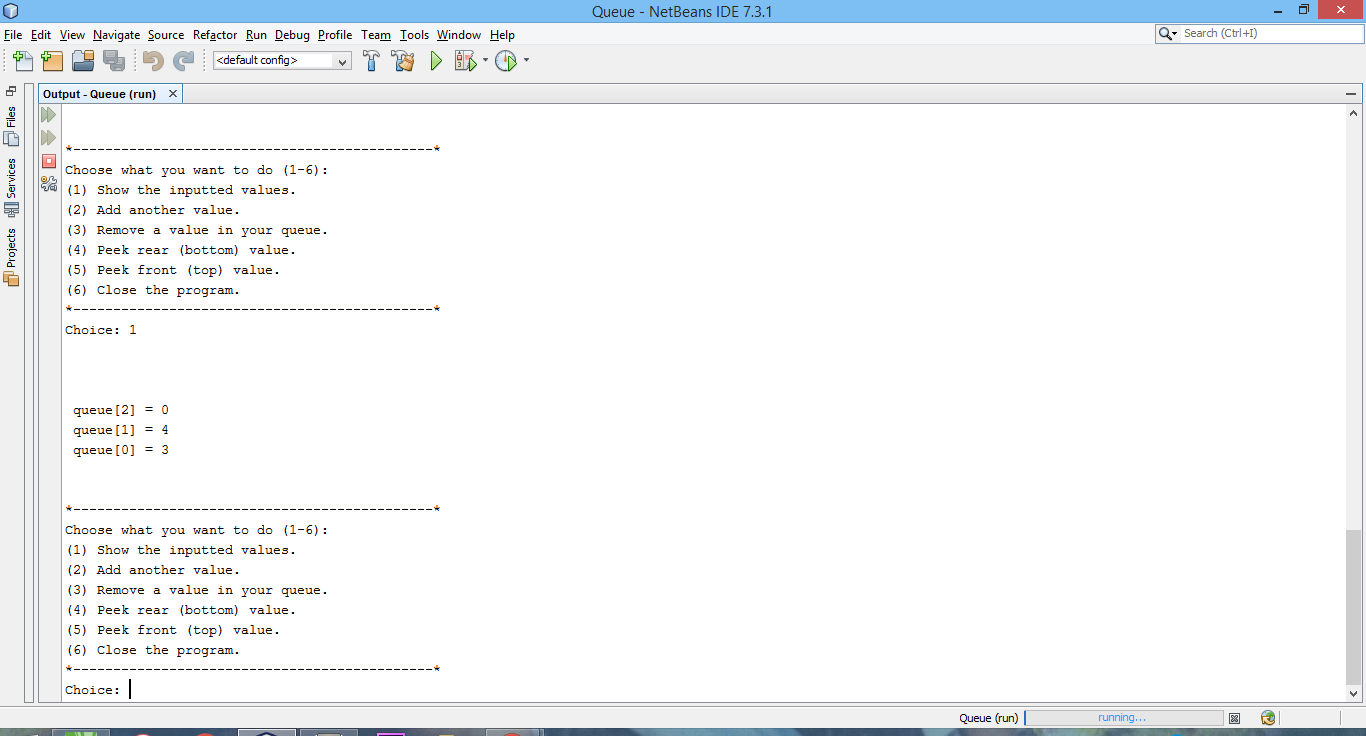 Queue - NetBeans IDE 7.3.1
File Edit View Navigate Source Refactor Run Debug Profile Team Tools Window Help
Search (Ctrl+I)
<default config>
Output - Queue (run)
Files
Services
Projects
*---------------------------------------------*
Choose what you want to do (1-6):
(1) Show the inputted values.
(2) Add another value.
(3) Remove a value in your queue.
(4) Peek rear (bottom) value.
(5) Peek front (top) value.
(6) Close the program.
*---------------------------------------------*
Choice: 1
queue[2] = 0
queue[1] = 4
queue[0] = 3
*---------------------------------------------*
Choose what you want to do (1-6):
(1) Show the inputted values.
(2) Add another value.
(3) Remove a value in your queue.
(4) Peek rear (bottom) value.
(5) Peek front (top) value.
(6) Close the program.
*---------------------------------------------*
Choice:
Queue (run) running...